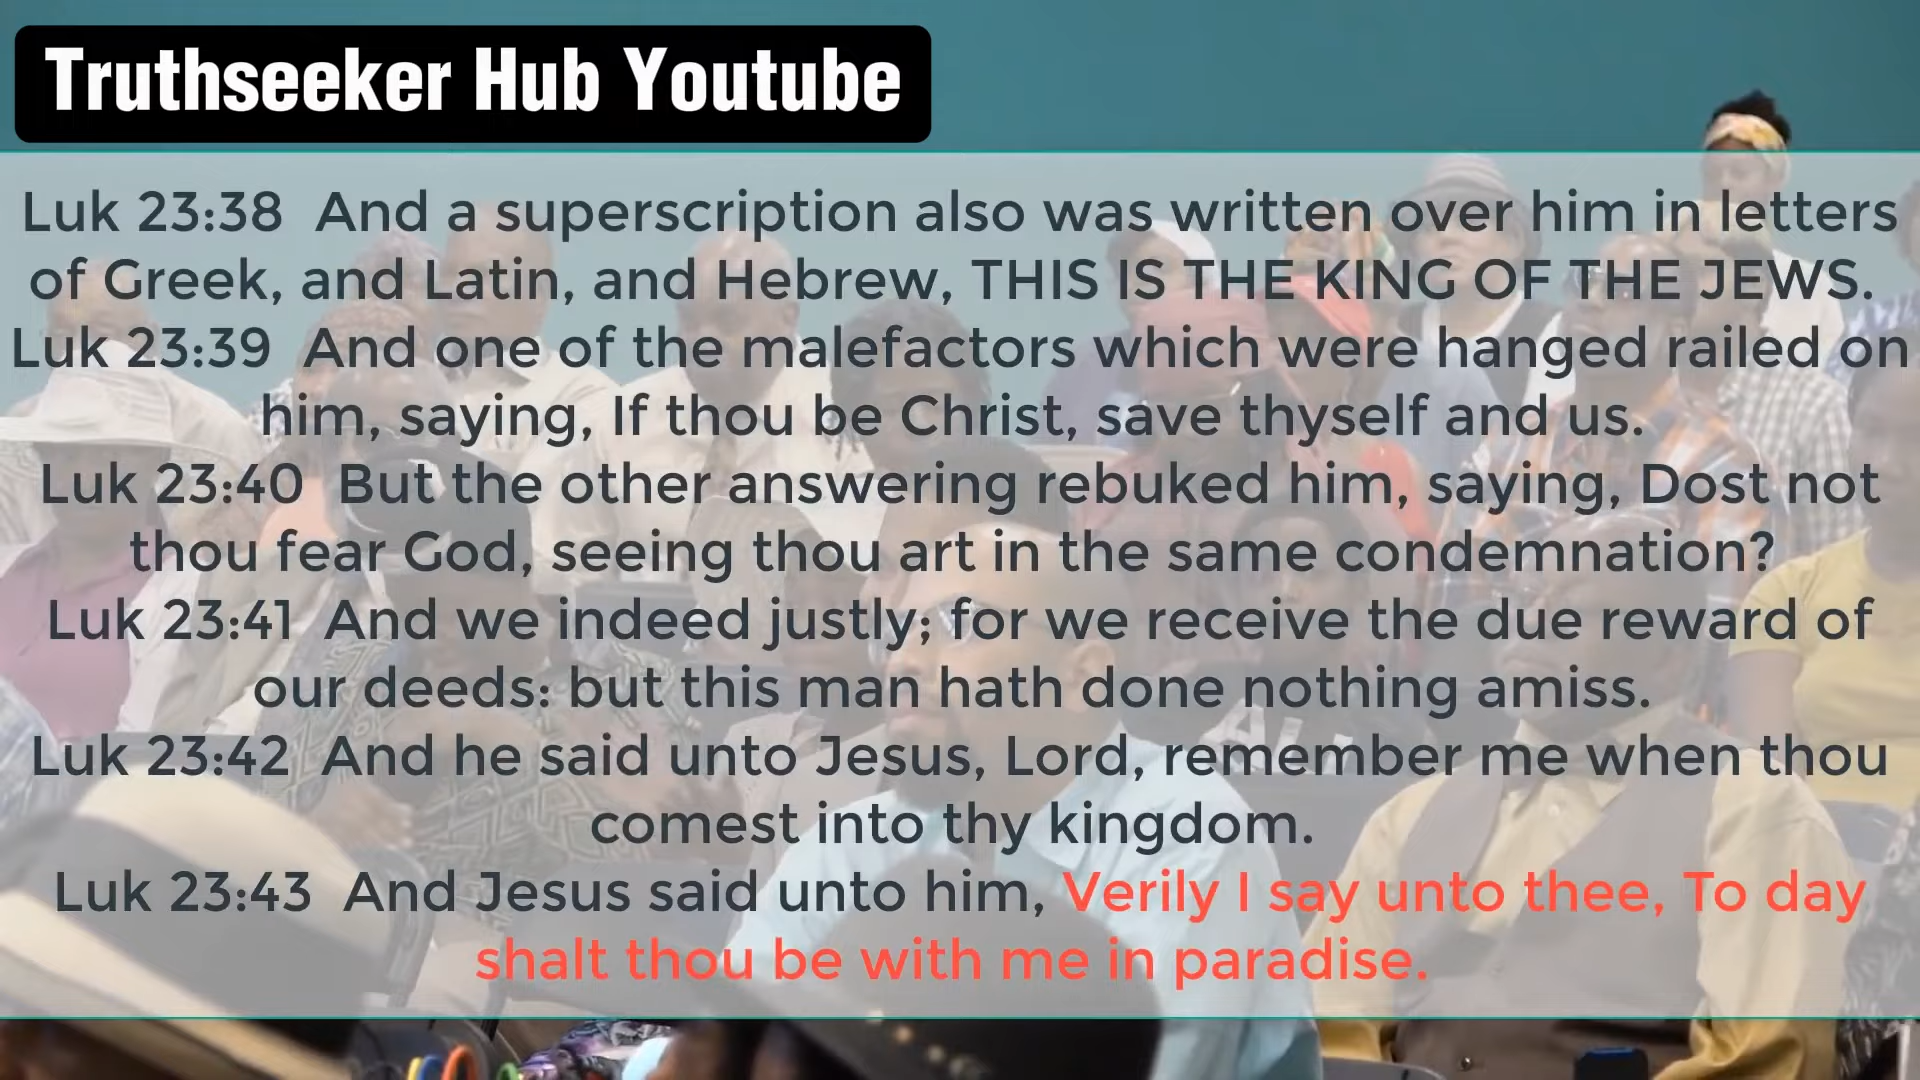 Truthseeker Hub Youtube
Luk 23:38 And a superscription also was written over him in letters
of Greek, and Latin, and Hebrew, THIS IS THE KING OF THE JEWS.
Luk 23:39 And one of the malefactors which were hanged railed on
him, saying, If thou be Christ, save thyself and us.
Luk 23:40 But the other answering rebuked him, saying, Dost not
thou fear God, seeing thou art in the same condemnation?
Luk 23:41 And we indeed justly; for we receive the due reward of
our deeds: but this man hath done nothing amiss.
Luk 23:42 And he said unto Jesus, Lord, remember me when thou
comest into thy kingdom.
Luk 23:43 And Jesus said unto him, Verily I say unto thee, To day
shalt thou be with me in paradise.